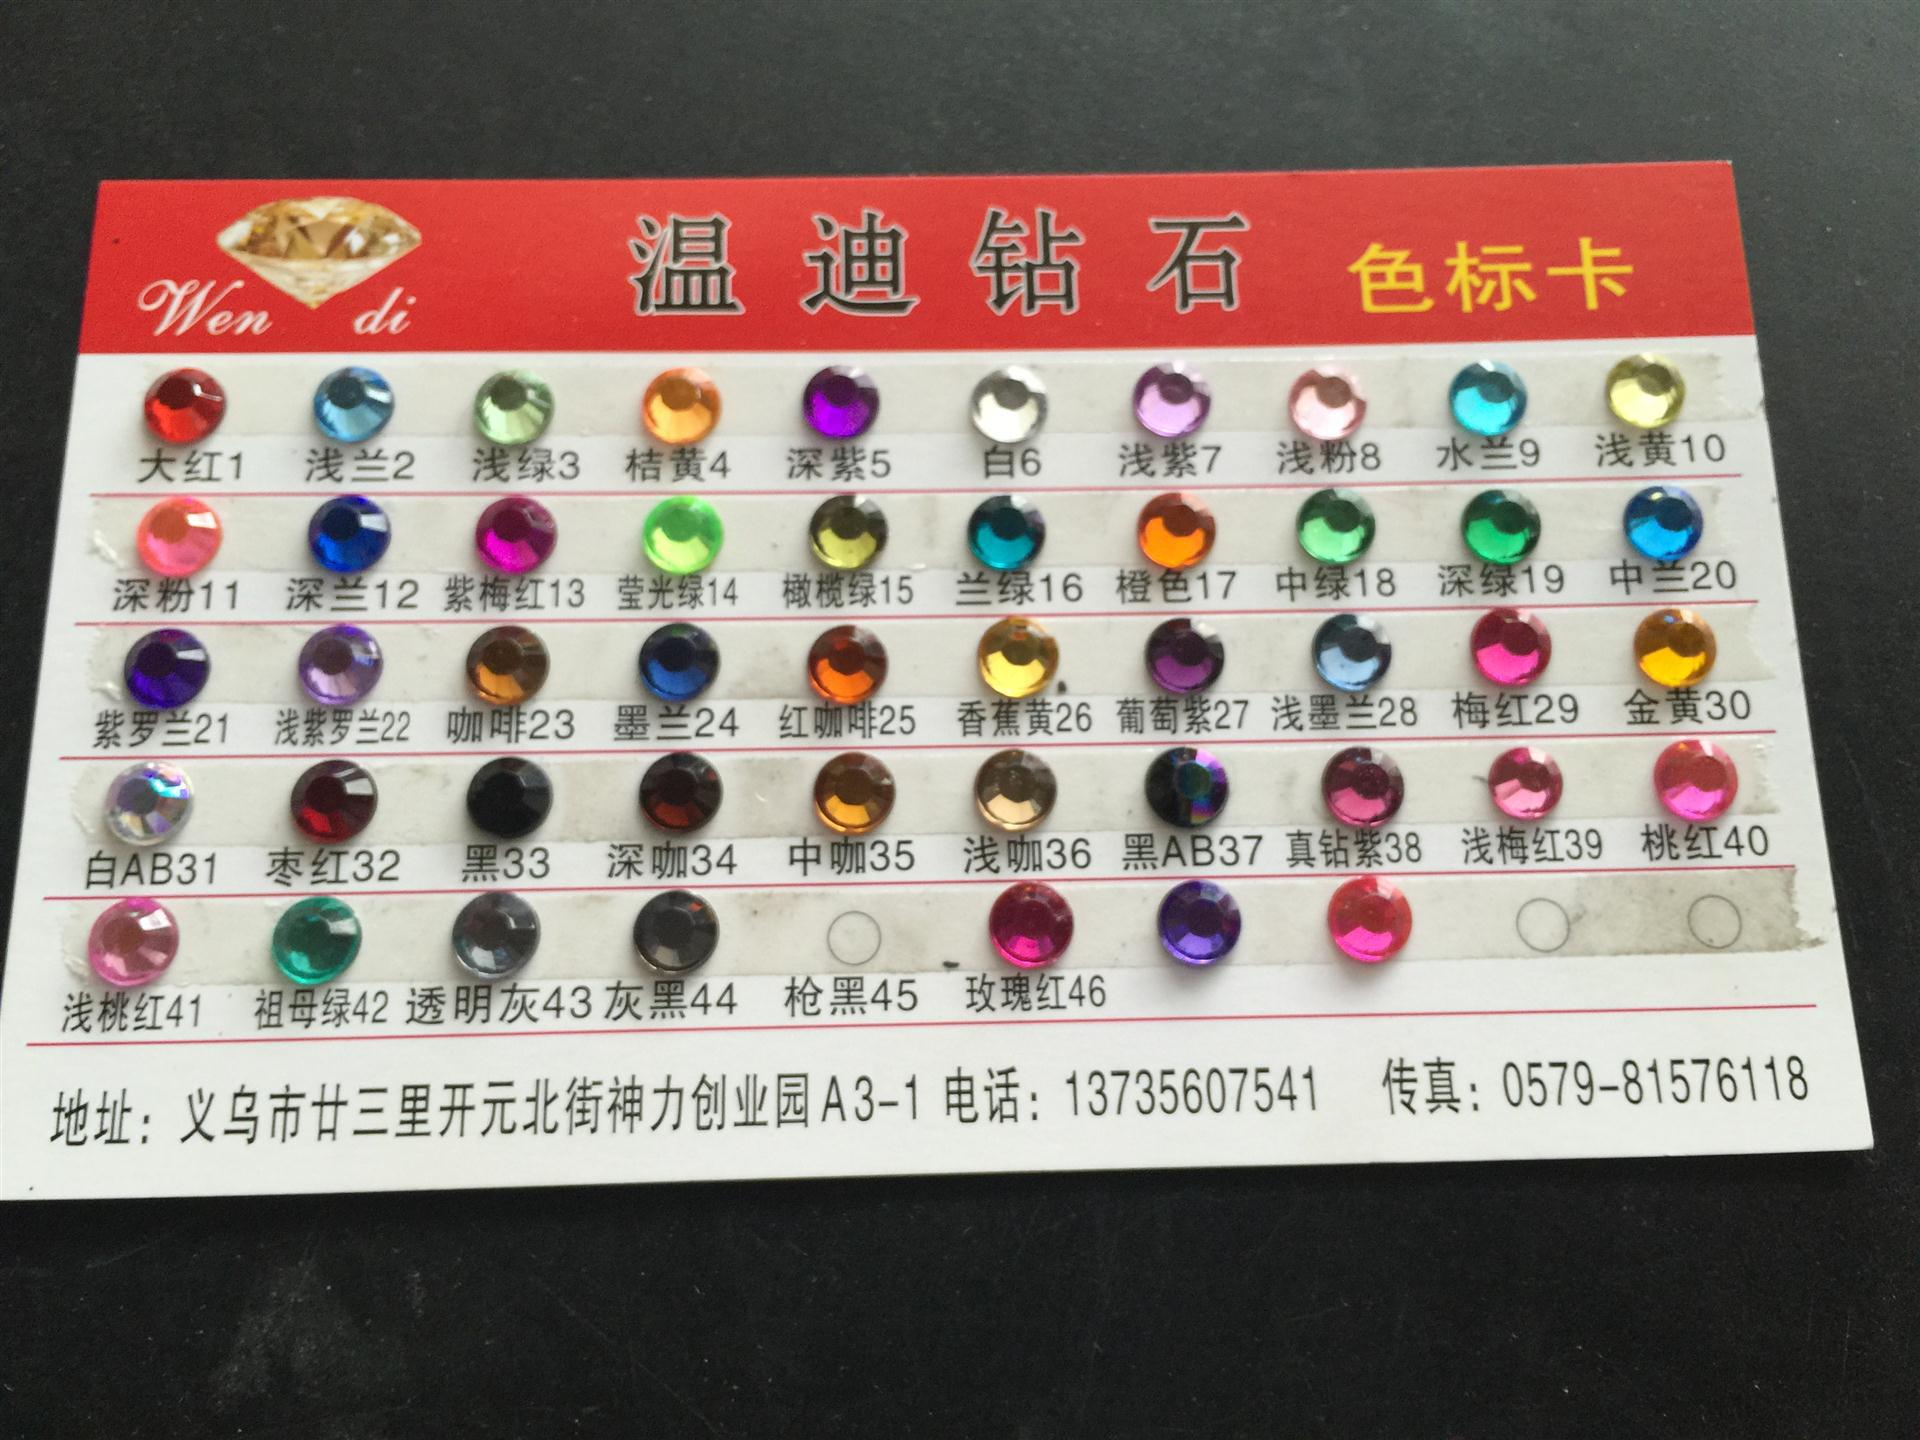 Wen di
温迪钻石 色标卡
大红1 浅兰2 浅绿3 桔黄4 深紫5 白6 浅紫7 浅粉8 水兰9 浅黄10
深粉11 深兰12 紫梅红13 莹光绿14 橄榄绿15 兰绿16 橙色17 中绿18 深绿19 中兰20
紫罗兰21 浅紫罗兰22 咖啡23 墨兰24 红咖啡25 香蕉黄26 葡萄紫27 浅墨兰28 梅红29 金黄30
白AB31 枣红32 黑33 深咖34 中咖35 浅咖36 黑AB37 真钻紫38 浅梅红39 桃红40
浅桃红41 祖母绿42 透明灰43 灰黑44 枪黑45 玫瑰红46
地址：义乌市廿三里开元北街神力创业园A3-1 电话：13735607541 传真：0579-81576118